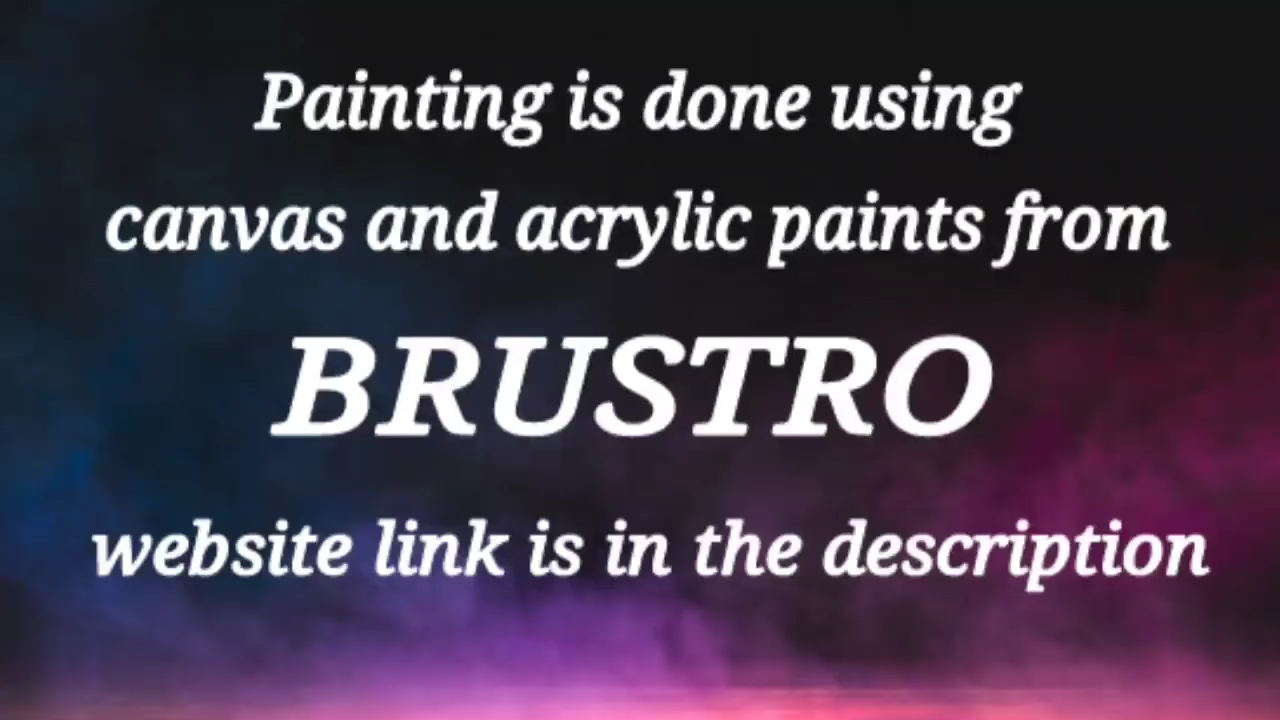 Painting is done using
canvas and acrylic paints from
BRUSTRO
website link is in the description